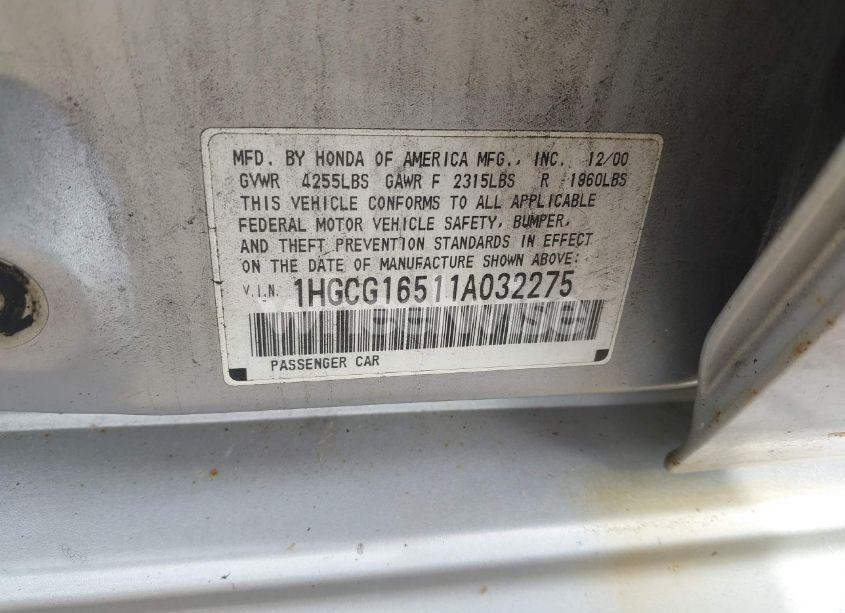 MFD. BY HONDA OF AMERICA MFG., INC. 12/00
GVWR 4255LBS GAWR F 2315LBS R 1960LBS
THIS VEHICLE CONFORMS TO ALL APPLICABLE
FEDERAL MOTOR VEHICLE SAFETY, BUMPER,
AND THEFT PREVENTION STANDARDS IN EFFECT
ON THE DATE OF MANUFACTURE SHOWN ABOVE:
V.I.N. 1HGCG16511A032275
PASSENGER CAR